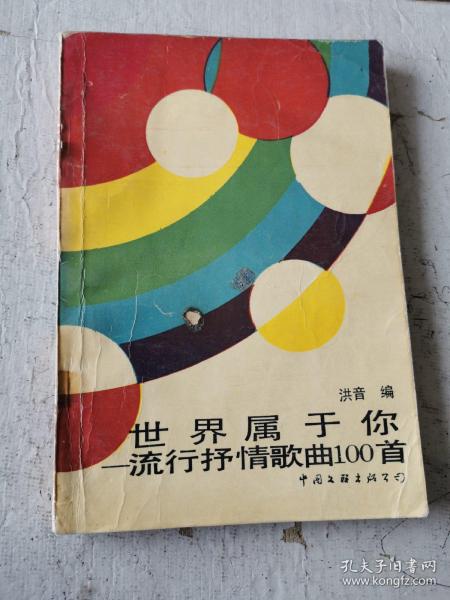 洪音 编
世界属于你
—流行抒情歌曲100首
中国文联出版公司
孔夫子旧书网
www.kongfz.com